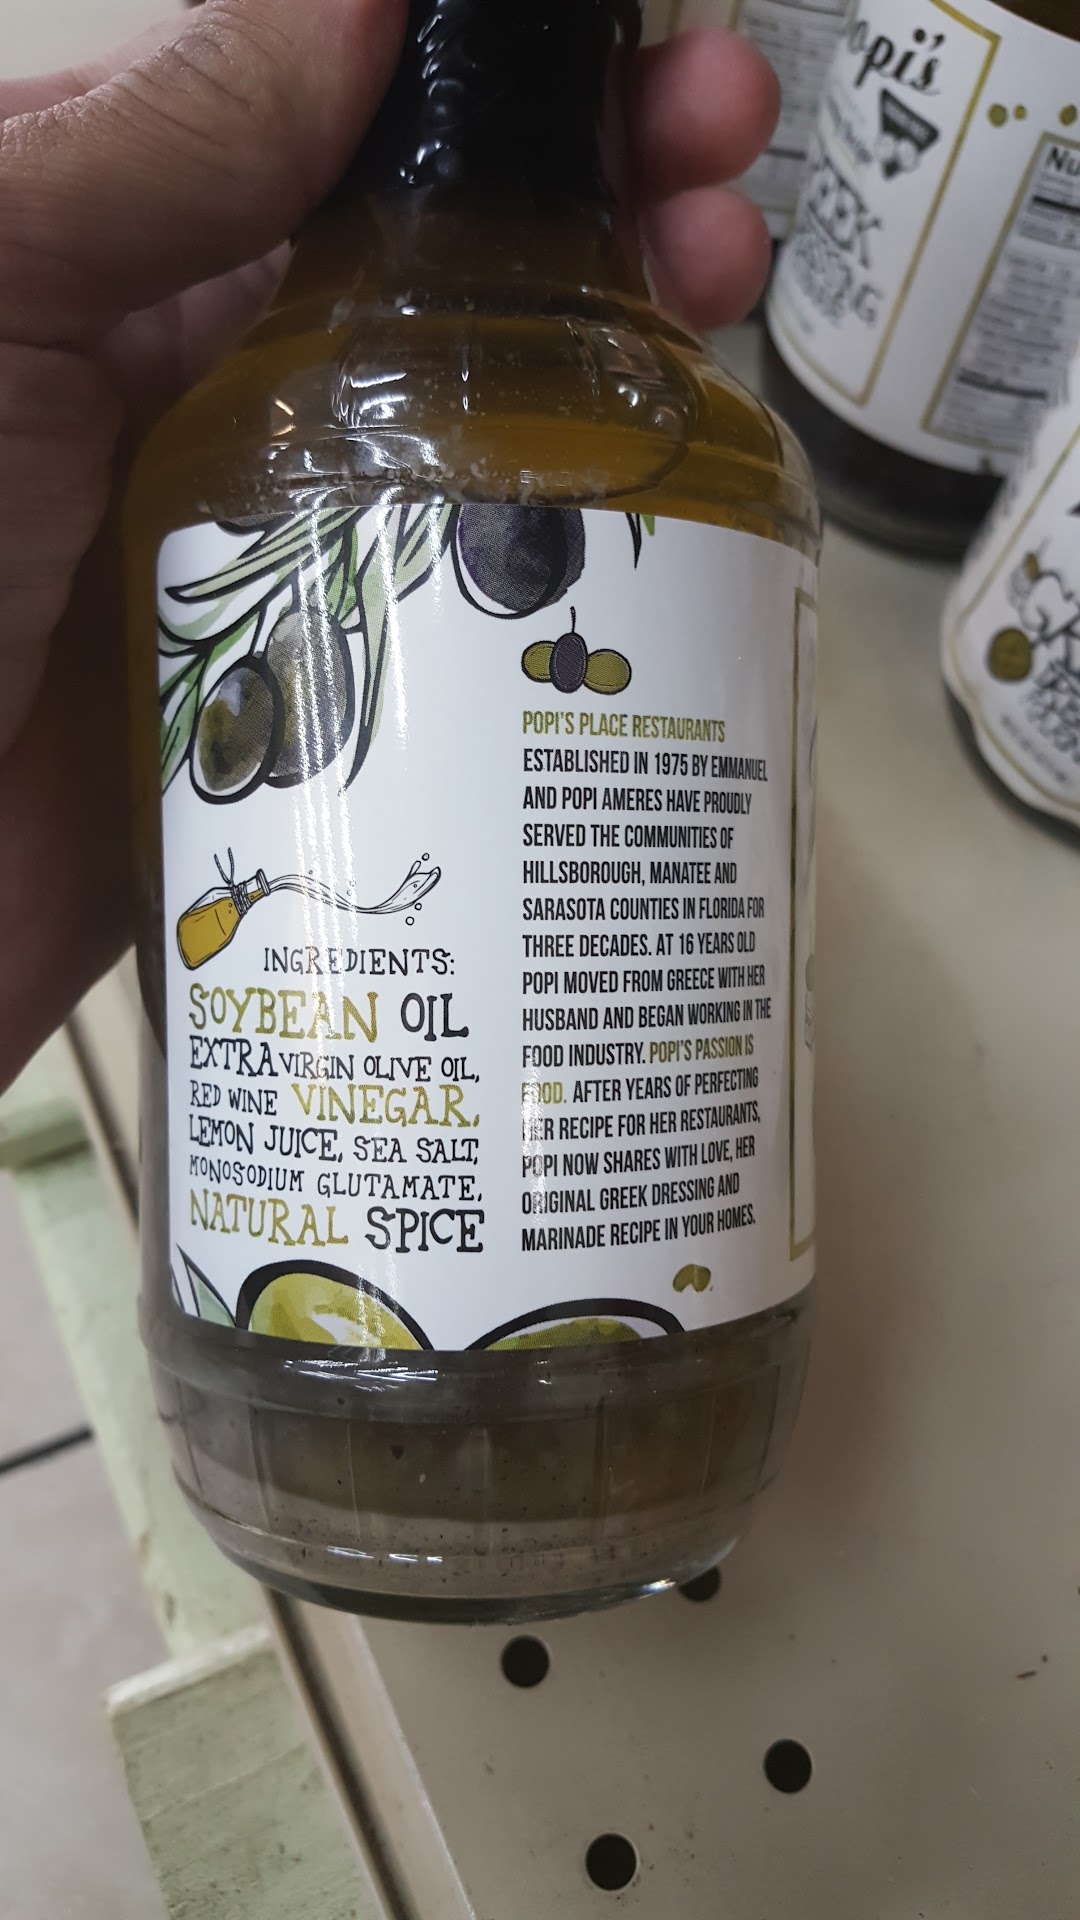 INGREDIENTS:
SOYBEAN OIL
EXTRA VIRGIN OLIVE OIL,
RED WINE VINEGAR,
LEMON JUICE, SEA SALT,
MONOSODIUM GLUTAMATE,
NATURAL SPICE
POPI'S PLACE RESTAURANTS
ESTABLISHED IN 1975 BY EMMANUEL
AND POPI AMERES HAVE PROUDLY
SERVED THE COMMUNITIES OF
HILLSBOROUGH, MANATEE AND
SARASOTA COUNTIES IN FLORIDA FOR
THREE DECADES. AT 16 YEARS OLD
POPI MOVED FROM GREECE WITH HER
HUSBAND AND BEGAN WORKING IN THE
FOOD INDUSTRY. POPI'S PASSION IS
FOOD. AFTER YEARS OF PERFECTING
HER RECIPE FOR HER RESTAURANTS,
POPI NOW SHARES WITH LOVE, HER
ORIGINAL GREEK DRESSING AND
MARINADE RECIPE IN YOUR HOMES.